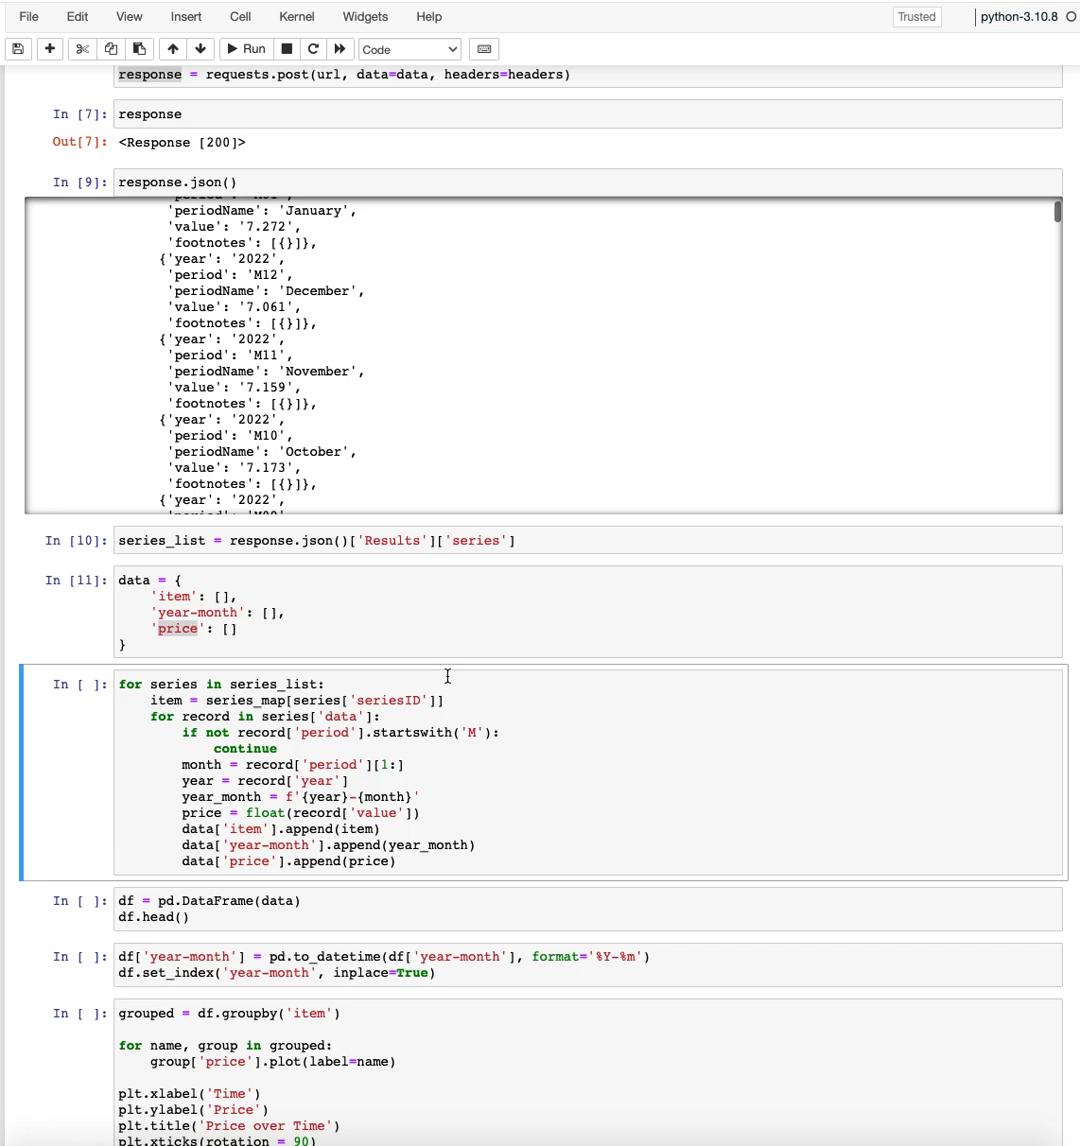 File Edit View Insert Cell Kernel Widgets Help Trusted python-3.10.8
Run Code
response = requests.post(url, data=data, headers=headers)
In [7]: response
Out[7]: <Response [200]>
In [9]: response.json()
'periodName': 'January',
'value': '7.272',
'footnotes': [{}]},
{'year': '2022',
'period': 'M12',
'periodName': 'December',
'value': '7.061',
'footnotes': [{}]},
{'year': '2022',
'period': 'M11',
'periodName': 'November',
'value': '7.159',
'footnotes': [{}]},
{'year': '2022',
'period': 'M10',
'periodName': 'October',
'value': '7.173',
'footnotes': [{}]},
{'year': '2022',
In [10]: series_list = response.json()['Results']['series']
In [11]: data = {
'item': [],
'year-month': [],
'price': []
}
In [ ]: for series in series_list:
item = series_map[series['seriesID']]
for record in series['data']:
if not record['period'].startswith('M'):
continue
month = record['period'][1:]
year = record['year']
year_month = f'{year}-{month}'
price = float(record['value'])
data['item'].append(item)
data['year-month'].append(year_month)
data['price'].append(price)
In [ ]: df = pd.DataFrame(data)
df.head()
In [ ]: df['year-month'] = pd.to_datetime(df['year-month'], format='%Y-%m')
df.set_index('year-month', inplace=True)
In [ ]: grouped = df.groupby('item')
for name, group in grouped:
group['price'].plot(label=name)
plt.xlabel('Time')
plt.ylabel('Price')
plt.title('Price over Time')
plt.xticks(rotation = 90)